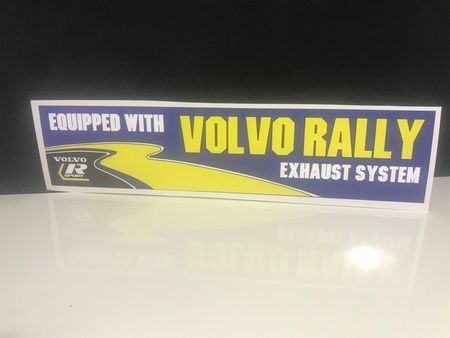 EQUIPPED WITH
VOLVO RALLY
EXHAUST SYSTEM
VOLVO
R
SPORT